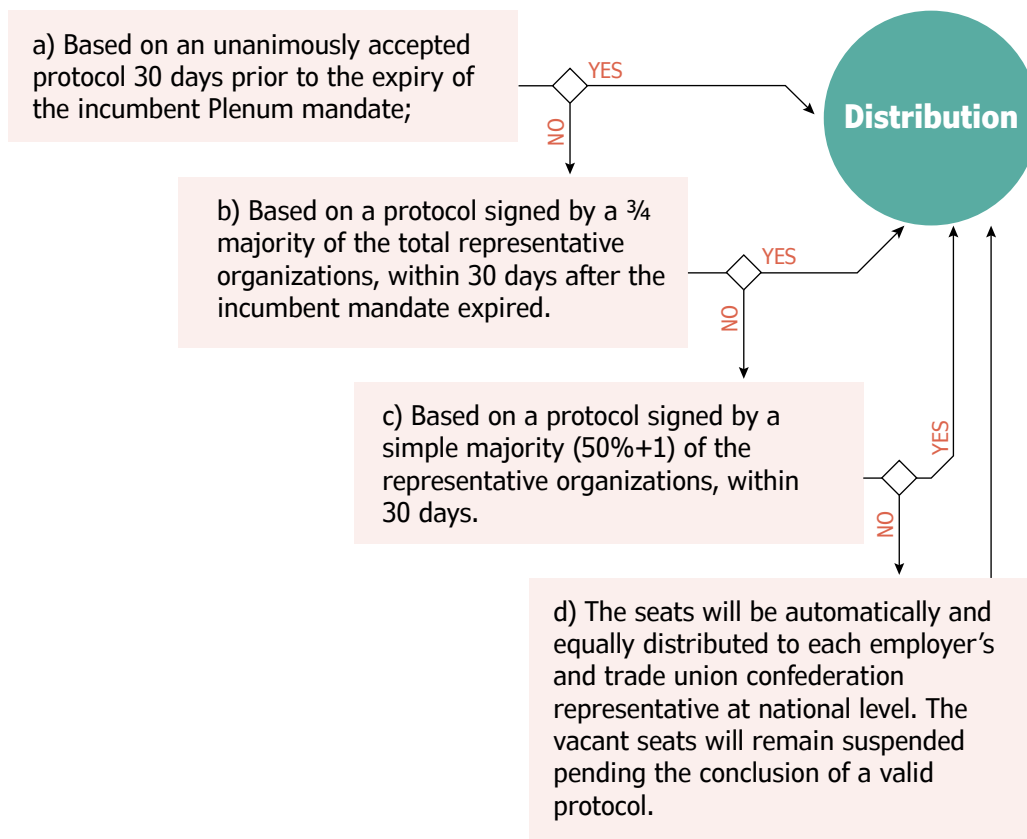 a) Based on an unanimously accepted
protocol 30 days prior to the expiry of
the incumbent Plenum mandate;
YES
NO
Distribution
b) Based on a protocol signed by a ¾
majority of the total representative
organizations, within 30 days after the
incumbent mandate expired.
YES
NO
c) Based on a protocol signed by a
simple majority (50%+1) of the
representative organizations, within
30 days.
YES
NO
d) The seats will be automatically and
equally distributed to each employer’s
and trade union confederation
representative at national level. The
vacant seats will remain suspended
pending the conclusion of a valid
protocol.